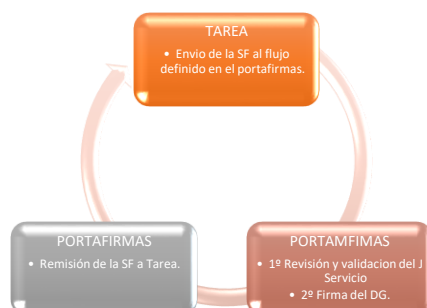 TAREA
• Envio de la SF al flujo
definido en el portafirmas.
PORTAFIRMAS
• Remisión de la SF a Tarea.
PORTAMFIMAS
• 1º Revisión y validacion del J
Servicio
• 2º Firma del DG.